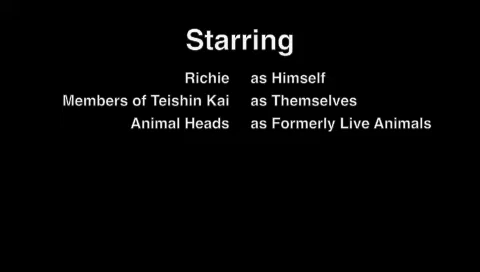 Starring
Richie as Himself
Members of Teishin Kai as Themselves
Animal Heads as Formerly Live Animals